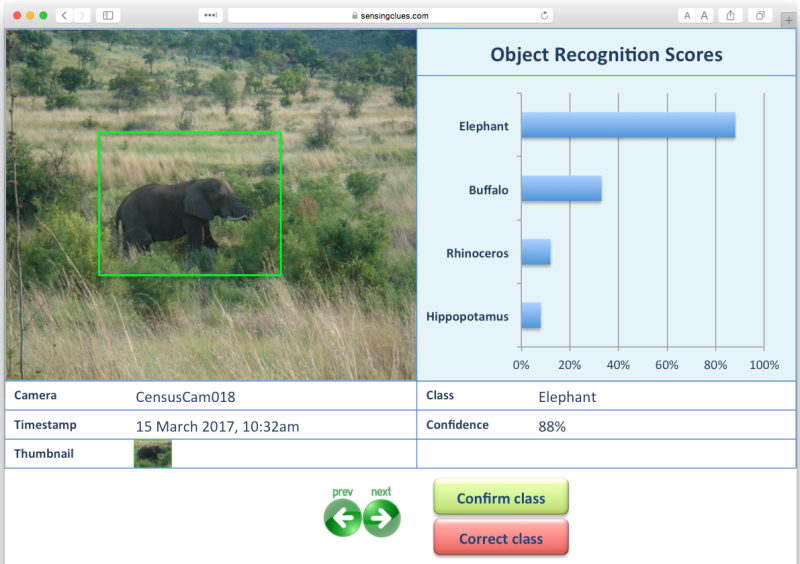 sensingclues.com
A A
Object Recognition Scores
Elephant
Buffalo
Rhinoceros
Hippopotamus
0% 20% 40% 60% 80% 100%
Camera CensusCam018 Class Elephant
Timestamp 15 March 2017, 10:32am Confidence 88%
Thumbnail
prev next Confirm class
Correct class